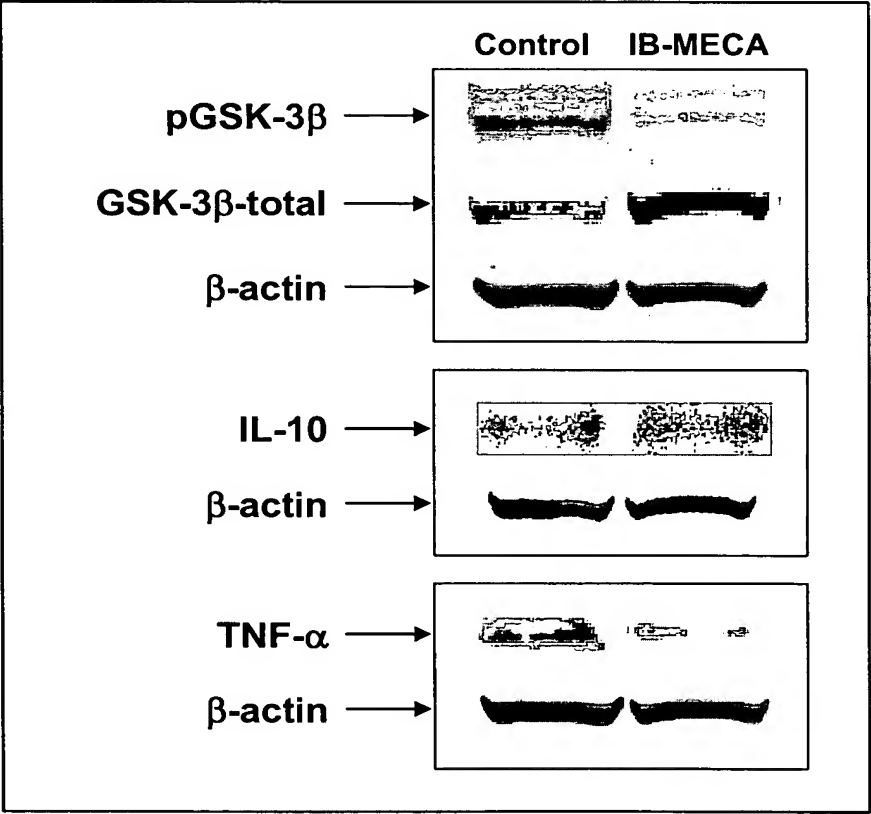 Control IB-MECA
pGSK-3β
GSK-3β-total
β-actin
IL-10
β-actin
TNF-α
β-actin